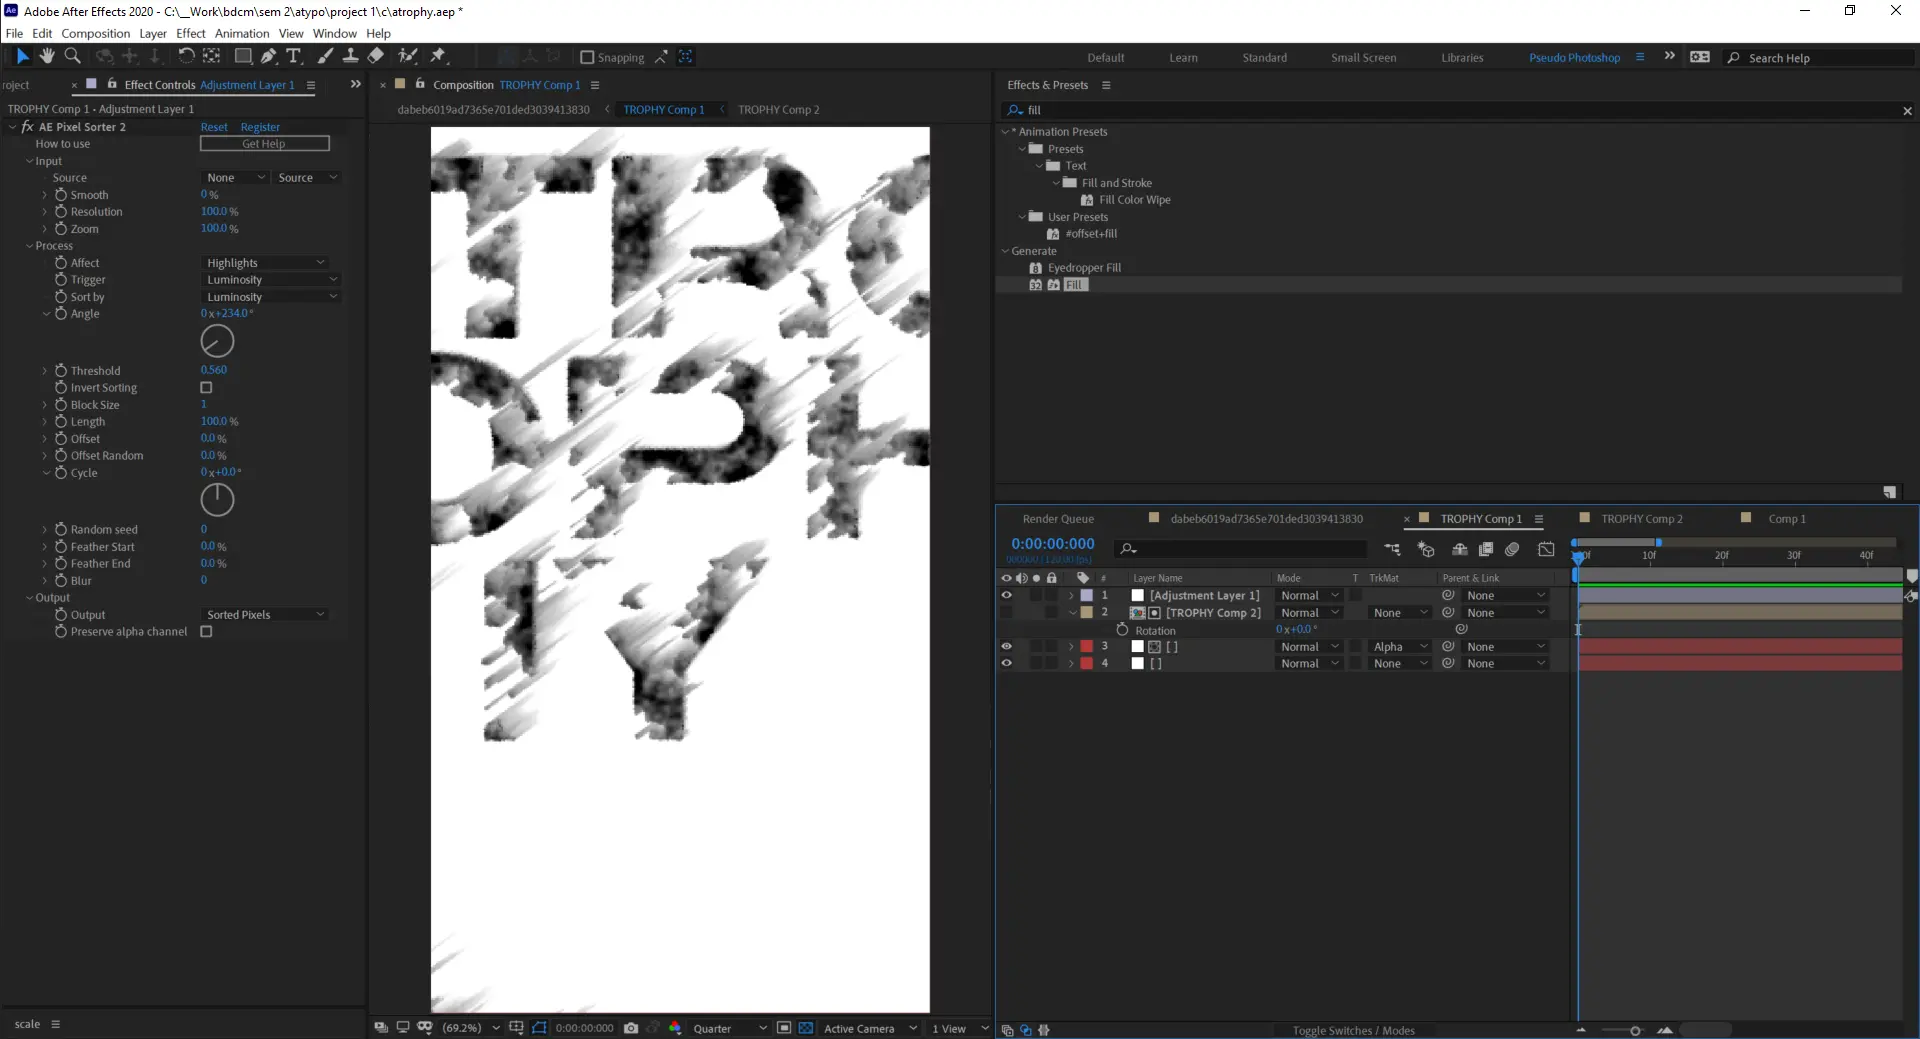 Adobe After Effects 2020 - C:\__Work\bdcm\sem 2\atypo\project 1\c\atrophy.aep *
File Edit Composition Layer Effect Animation View Window Help
Snapping
Default Learn Standard Small Screen Libraries Pseudo Photoshop Search Help
roject Effect Controls Adjustment Layer 1
TROPHY Comp 1 • Adjustment Layer 1
fx AE Pixel Sorter 2 Reset Register
How to use Get Help
Input
Source None Source
Smooth 0 %
Resolution 100.0 %
Zoom 100.0 %
Process
Affect Highlights
Trigger Luminosity
Sort by Luminosity
Angle 0 x+234.0 °
Threshold 0.560
Invert Sorting
Block Size 1
Length 100.0 %
Offset 0.0 %
Offset Random 0.0 %
Cycle 0 x+0.0 °
Random seed 0
Feather Start 0.0 %
Feather End 0.0 %
Blur 0
Output
Output Sorted Pixels
Preserve alpha channel
scale
Composition TROPHY Comp 1
dabeb6019ad7365e701ded3039413830 TROPHY Comp 1 TROPHY Comp 2
TRO
OPH
TY
(69.2%) 0:00:00:000 Quarter Active Camera 1 View
Effects & Presets
fill
* Animation Presets
Presets
Text
Fill and Stroke
Fill Color Wipe
User Presets
#offset+fill
Generate
Eyedropper Fill
32 Fill
Render Queue dabeb6019ad7365e701ded3039413830 TROPHY Comp 1 TROPHY Comp 2 Comp 1
0:00:00:000
10f 20f 30f 40f
# Layer Name Mode T TrkMat Parent & Link
1 [Adjustment Layer 1] Normal None
2 [TROPHY Comp 2] Normal None None
Rotation 0 x+0.0 °
3 [ ] Normal Alpha None
4 [ ] Normal None None
Toggle Switches / Modes